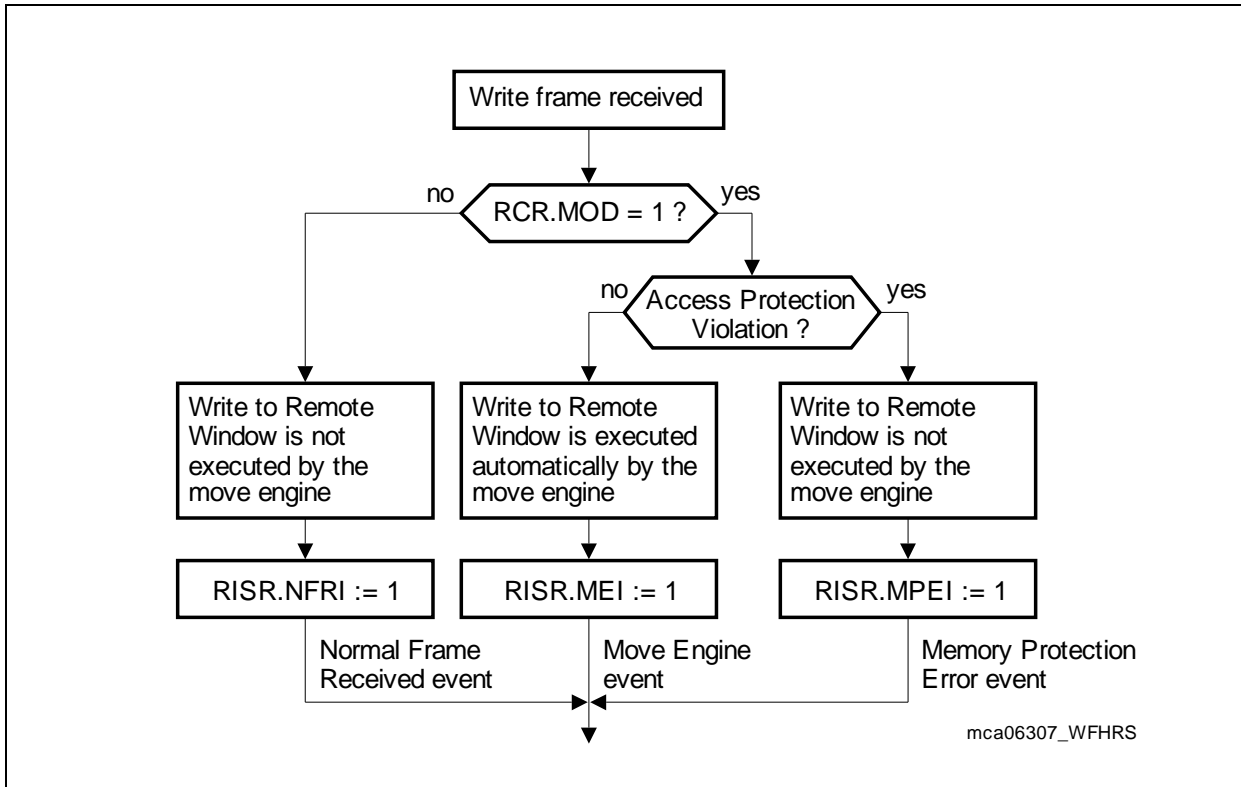 Write frame received
no
yes
RCR.MOD = 1 ?
no
yes
Access Protection
Violation ?
Write to Remote
Window is not
executed by the
move engine
Write to Remote
Window is executed
automatically by the
move engine
Write to Remote
Window is not
executed by the
move engine
RISR.NFRI := 1
RISR.MEI := 1
RISR.MPEI := 1
Normal Frame
Received event
Move Engine
event
Memory Protection
Error event
mca06307_WFHRS